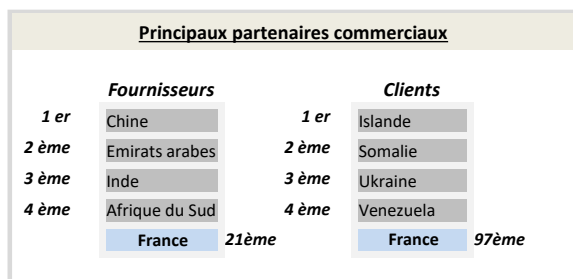 Principaux partenaires commerciaux
Fournisseurs Clients
1 er Chine 1 er Islande
2 ème Emirats arabes 2 ème Somalie
3 ème Inde 3 ème Ukraine
4 ème Afrique du Sud 4 ème Venezuela
France 21ème France 97ème